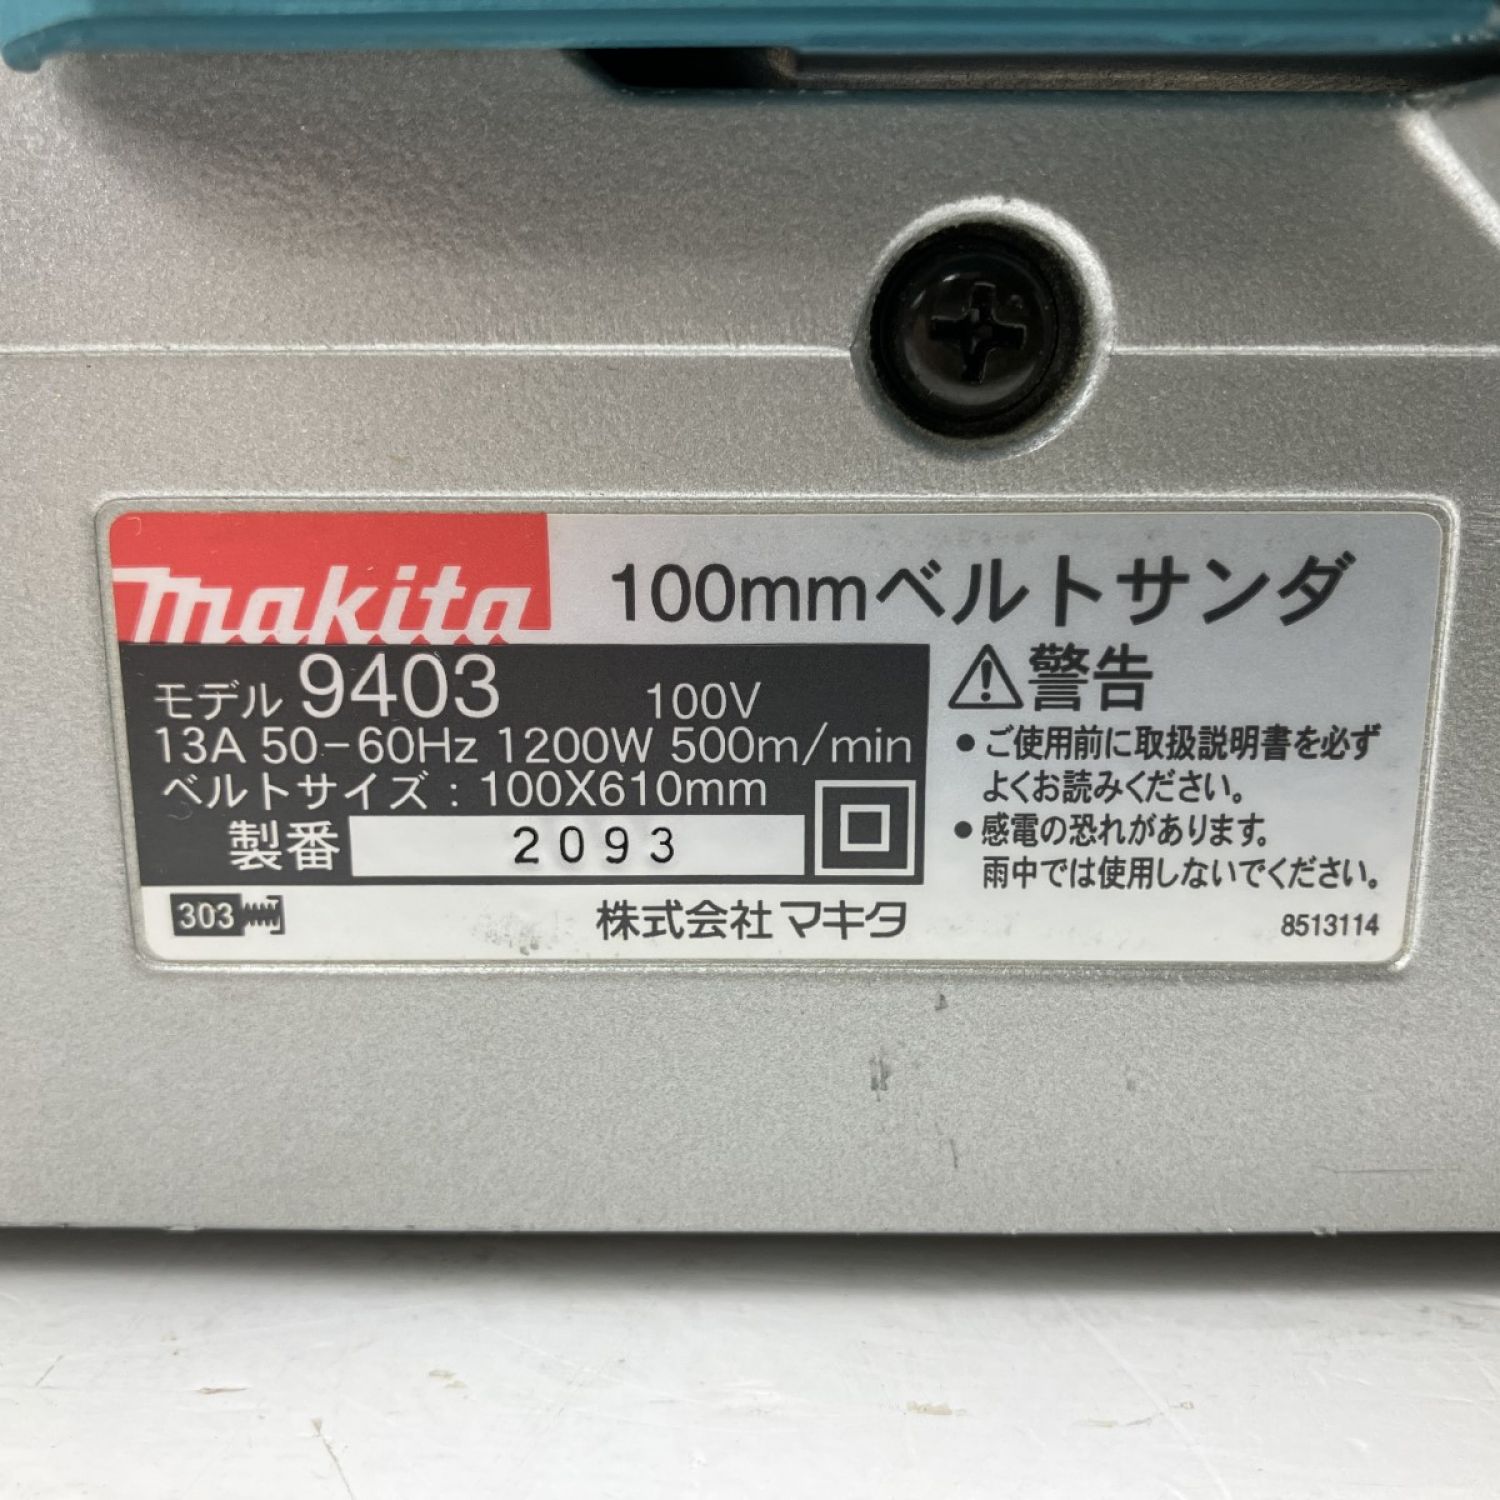 makita
100mmベルトサンダ
モデル 9403 100V
13A 50-60Hz 1200W 500m/min
ベルトサイズ : 100X610mm
製番 2093
303
株式会社 マキタ
警告
●ご使用前に取扱説明書を必ず
よくお読みください。
●感電の恐れがあります。
雨中では使用しないでください。
8513114